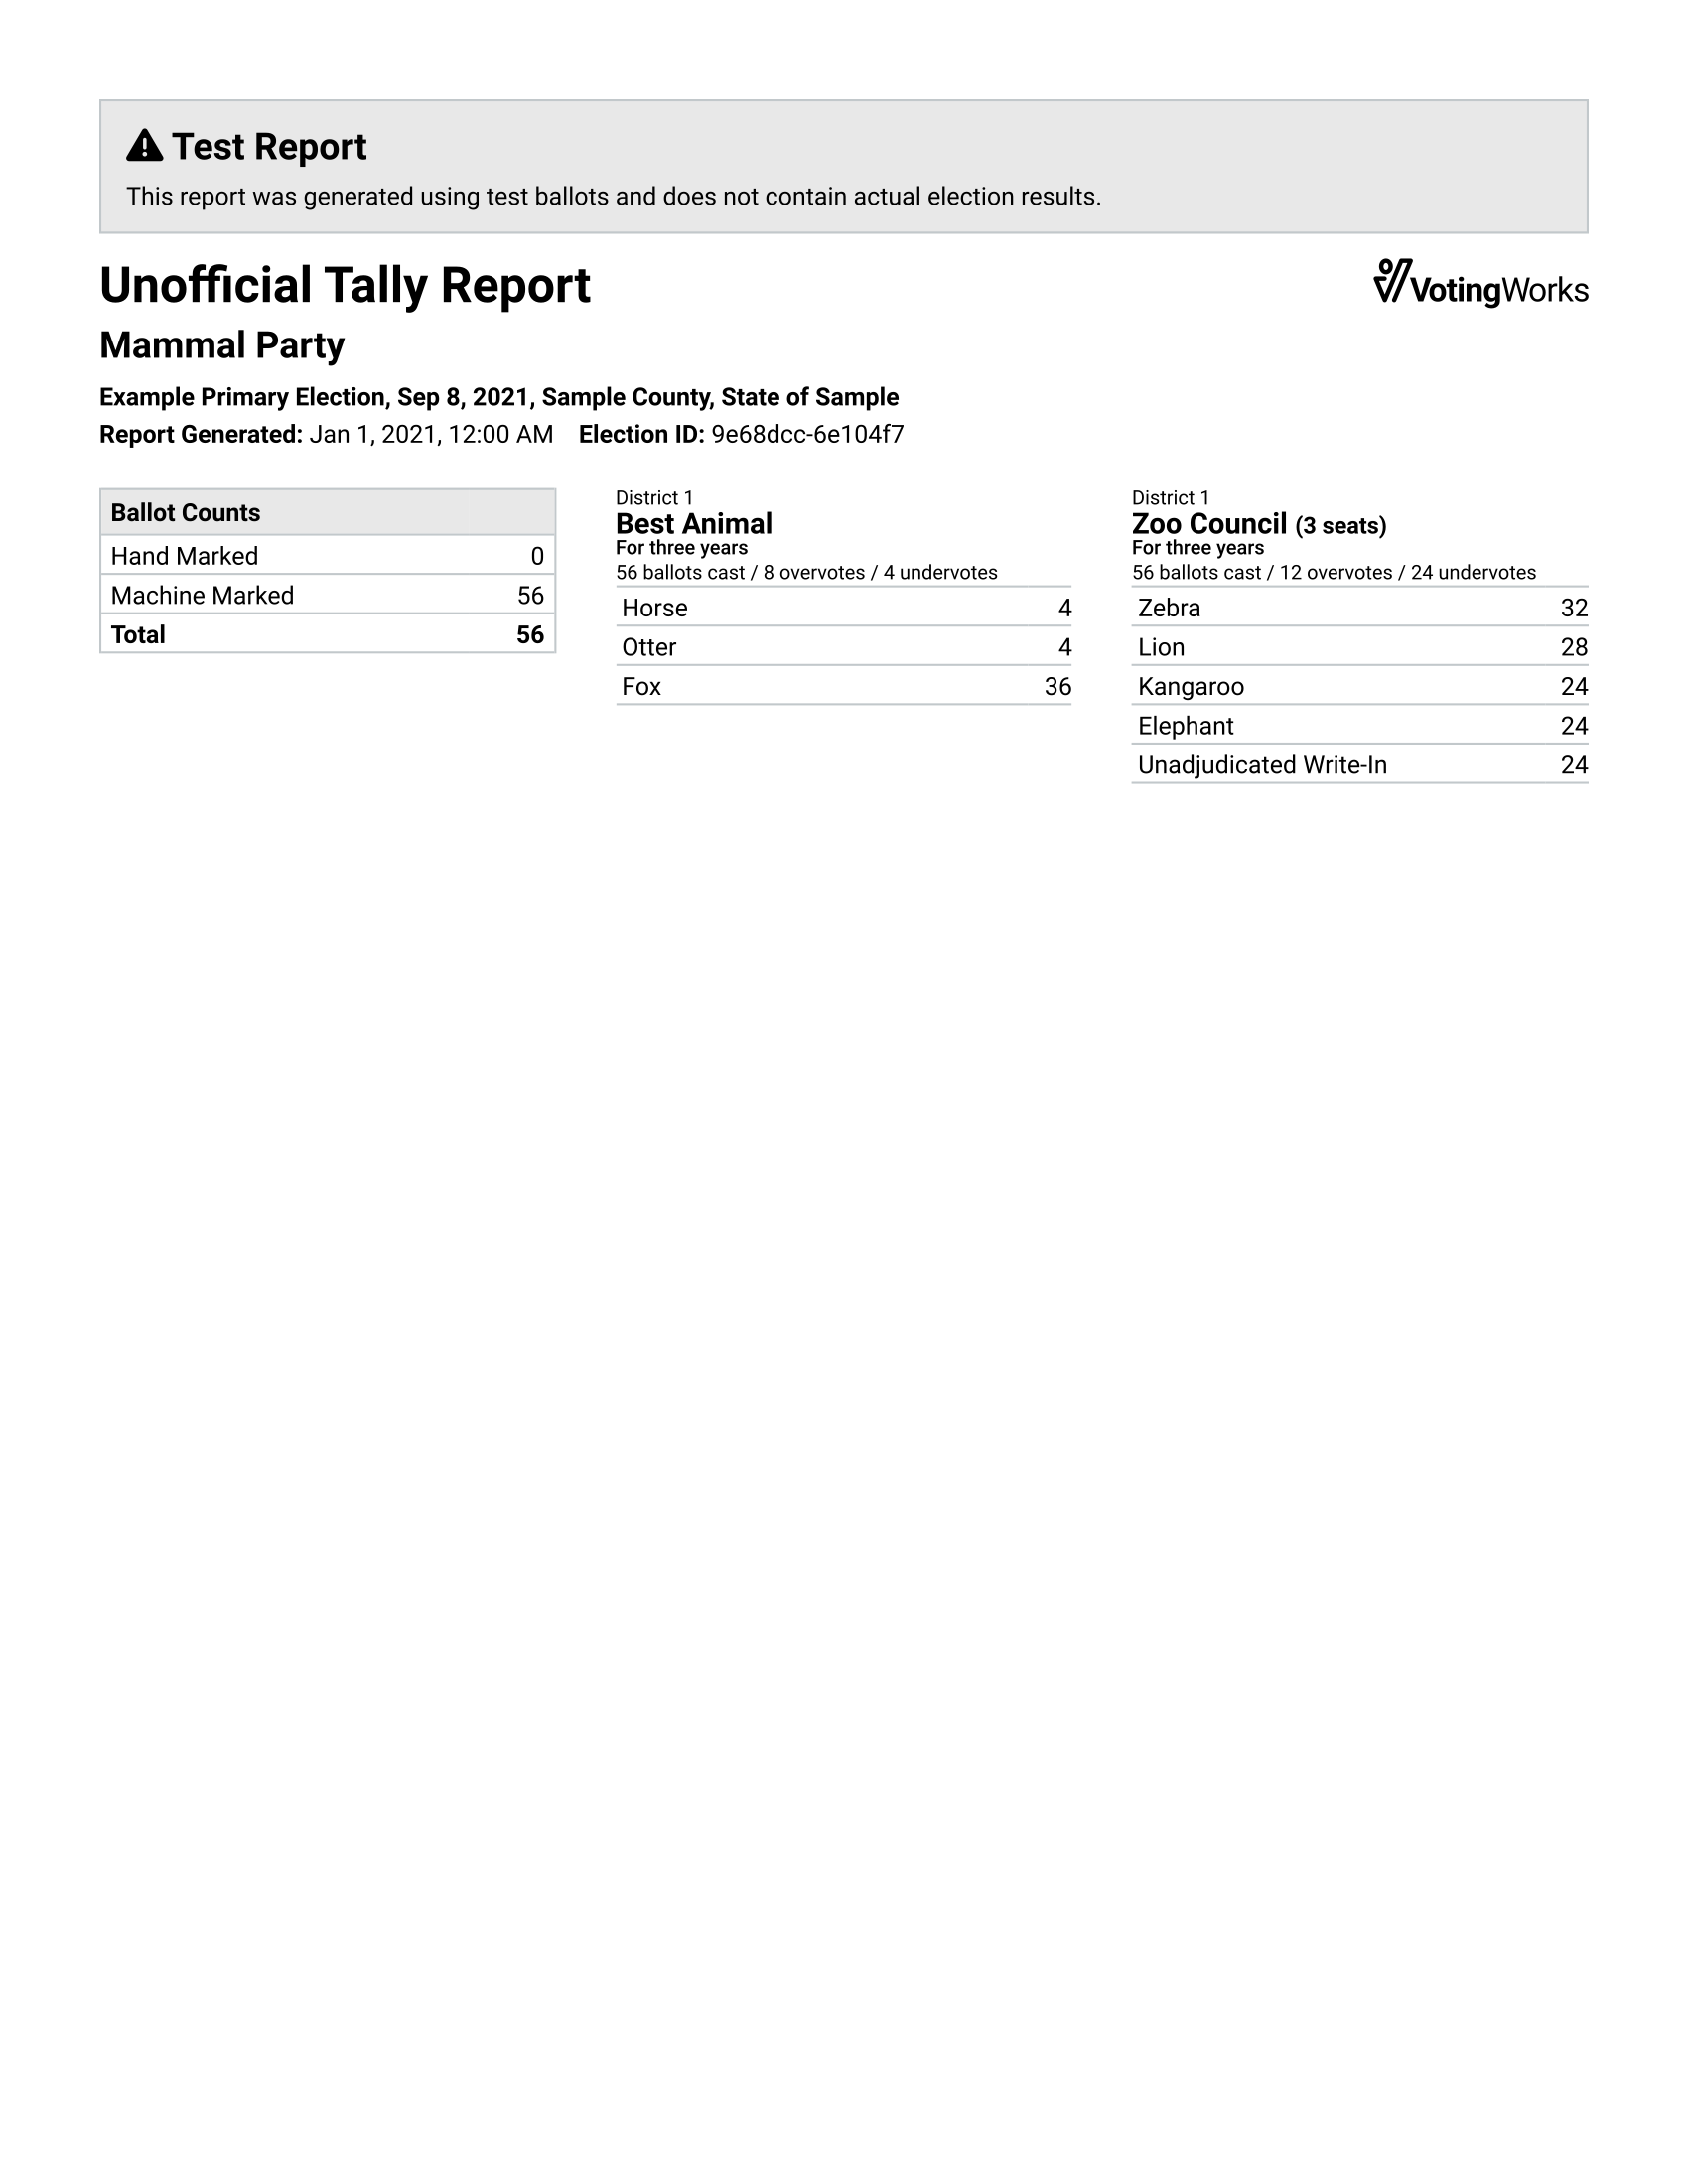 Test Report
This report was generated using test ballots and does not contain actual election results.
Unofficial Tally Report
VotingWorks
Mammal Party
Example Primary Election, Sep 8, 2021, Sample County, State of Sample
Report Generated: Jan 1, 2021, 12:00 AM Election ID: 9e68dcc-6e104f7
Ballot Counts
Hand Marked 0
Machine Marked 56
Total 56
District 1
Best Animal
For three years
56 ballots cast / 8 overvotes / 4 undervotes
Horse 4
Otter 4
Fox 36
District 1
Zoo Council (3 seats)
For three years
56 ballots cast / 12 overvotes / 24 undervotes
Zebra 32
Lion 28
Kangaroo 24
Elephant 24
Unadjudicated Write-In 24